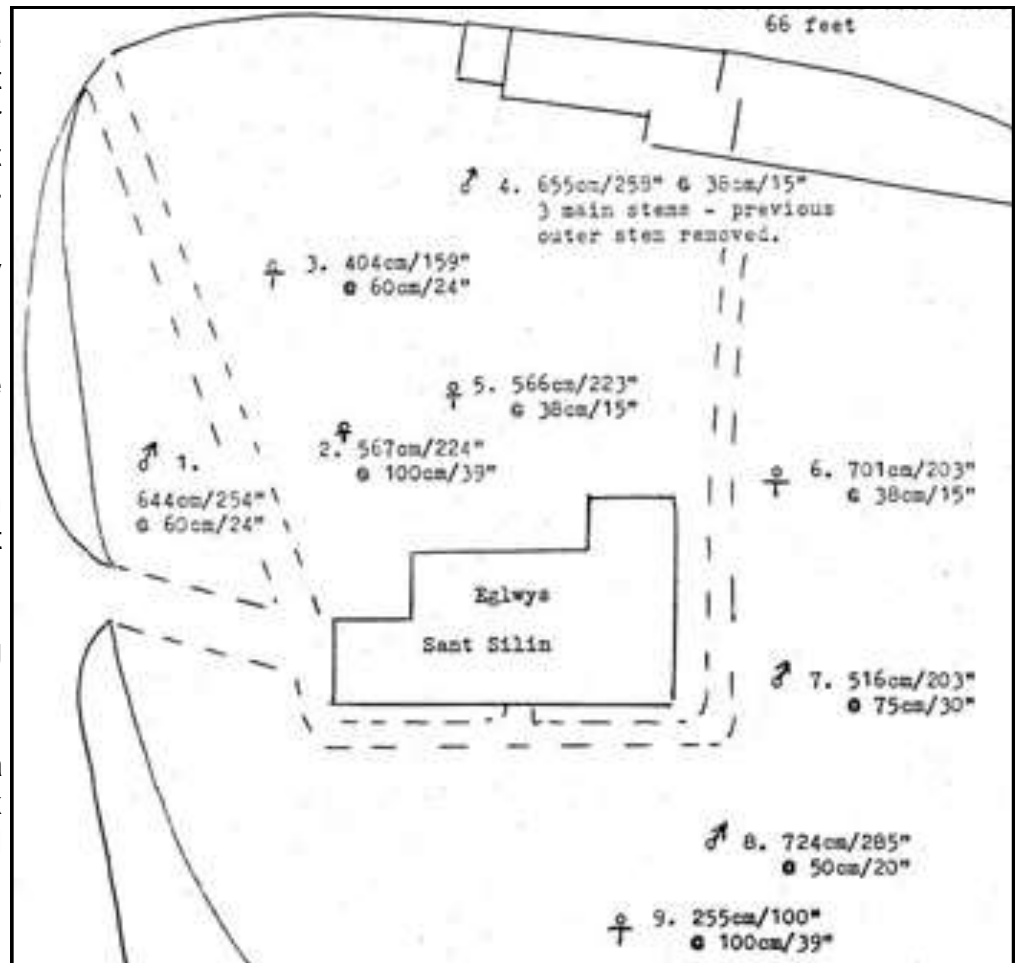 66 feet
♂ 4. 655cm/258" @ 38cm/15"
3 main stems - previous
outer stem removed.
♀ 3. 404cm/159"
@ 60cm/24"
♀ 5. 566cm/223"
@ 38cm/15"
♀
2. 567cm/224"
@ 100cm/39"
♂ 1.
644cm/254"
@ 60cm/24"
♀ 6. 701cm/203"
@ 38cm/15"
Eglwys
Sant Silin
♂ 7. 516cm/203"
@ 75cm/30"
♂ 8. 724cm/285"
@ 50cm/20"
♀ 9. 255cm/100"
@ 100cm/39"